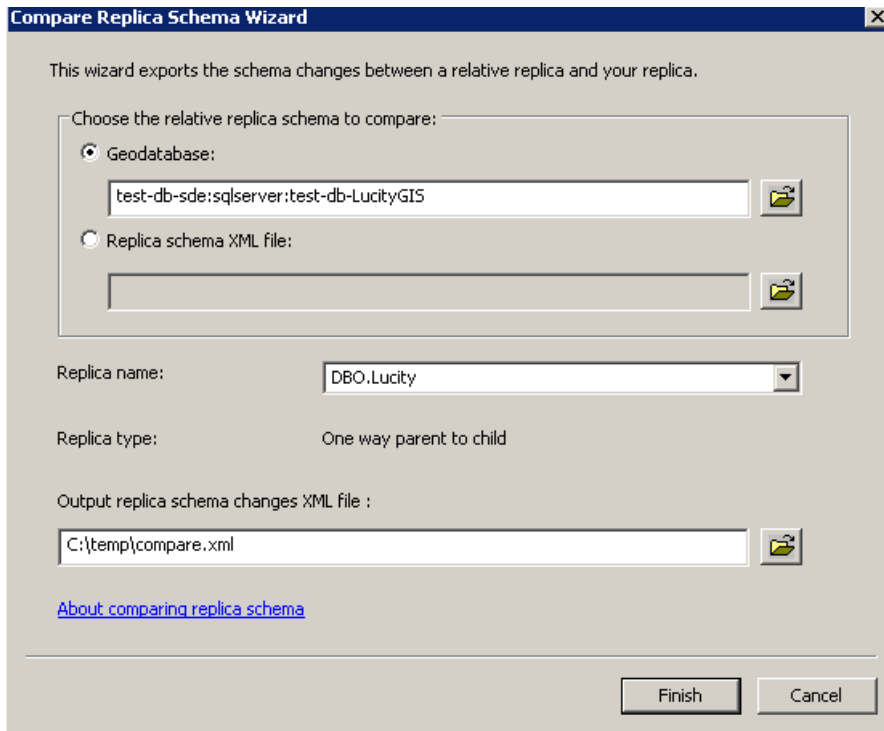 Compare Replica Schema Wizard
This wizard exports the schema changes between a relative replica and your replica.
Choose the relative replica schema to compare:
Geodatabase:
test-db-sde:sqlserver:test-db-LucityGIS
Replica schema XML file:
Replica name:
DBO.Lucity
Replica type:
One way parent to child
Output replica schema changes XML file :
C:\temp\compare.xml
About comparing replica schema
Finish
Cancel